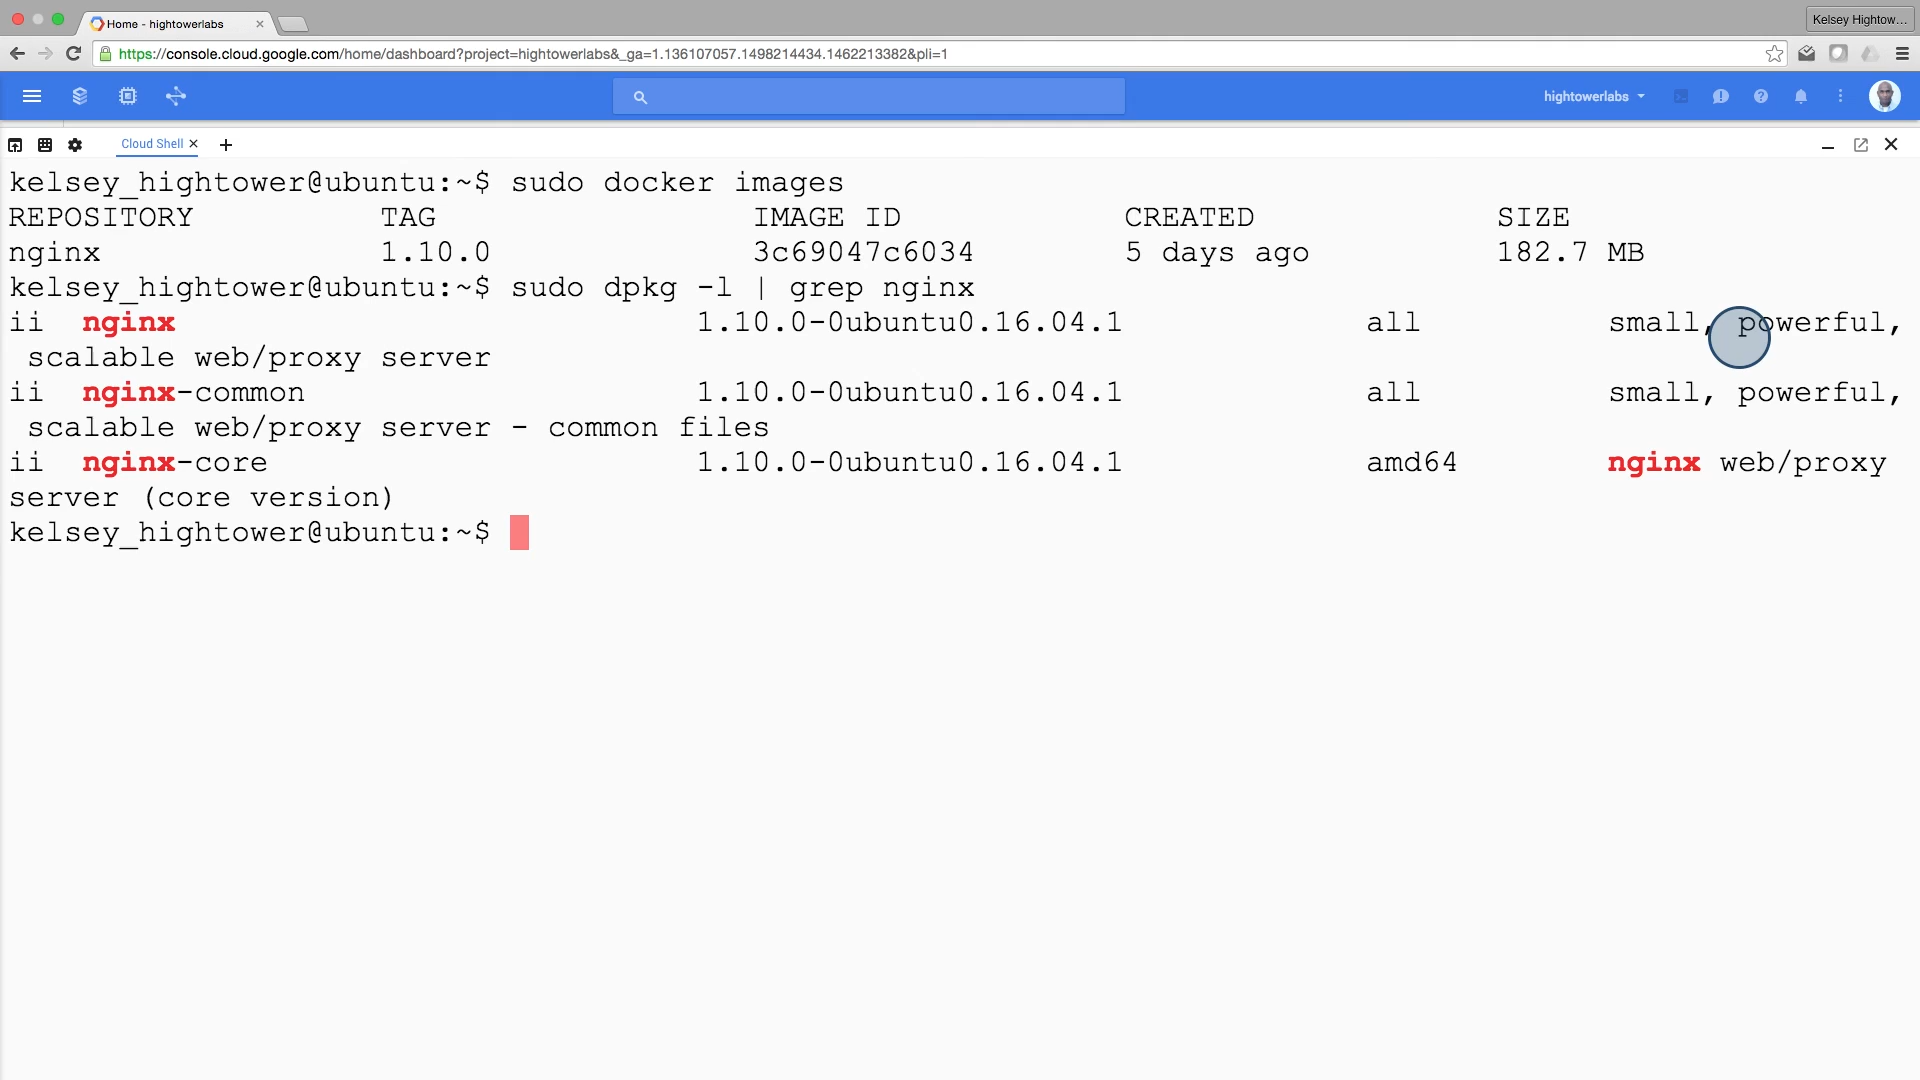 Home - hightowerlabs
Kelsey Hightow...
https://console.cloud.google.com/home/dashboard?project=hightowerlabs&_ga=1.136107057.1498214434.1462213382&pli=1
hightowerlabs
Cloud Shell
kelsey_hightower@ubuntu:~$ sudo docker images
REPOSITORY TAG IMAGE ID CREATED SIZE
nginx 1.10.0 3c69047c6034 5 days ago 182.7 MB
kelsey_hightower@ubuntu:~$ sudo dpkg -l | grep nginx
ii nginx 1.10.0-0ubuntu0.16.04.1 all small, powerful,
scalable web/proxy server
ii nginx-common 1.10.0-0ubuntu0.16.04.1 all small, powerful,
scalable web/proxy server - common files
ii nginx-core 1.10.0-0ubuntu0.16.04.1 amd64 nginx web/proxy
server (core version)
kelsey_hightower@ubuntu:~$